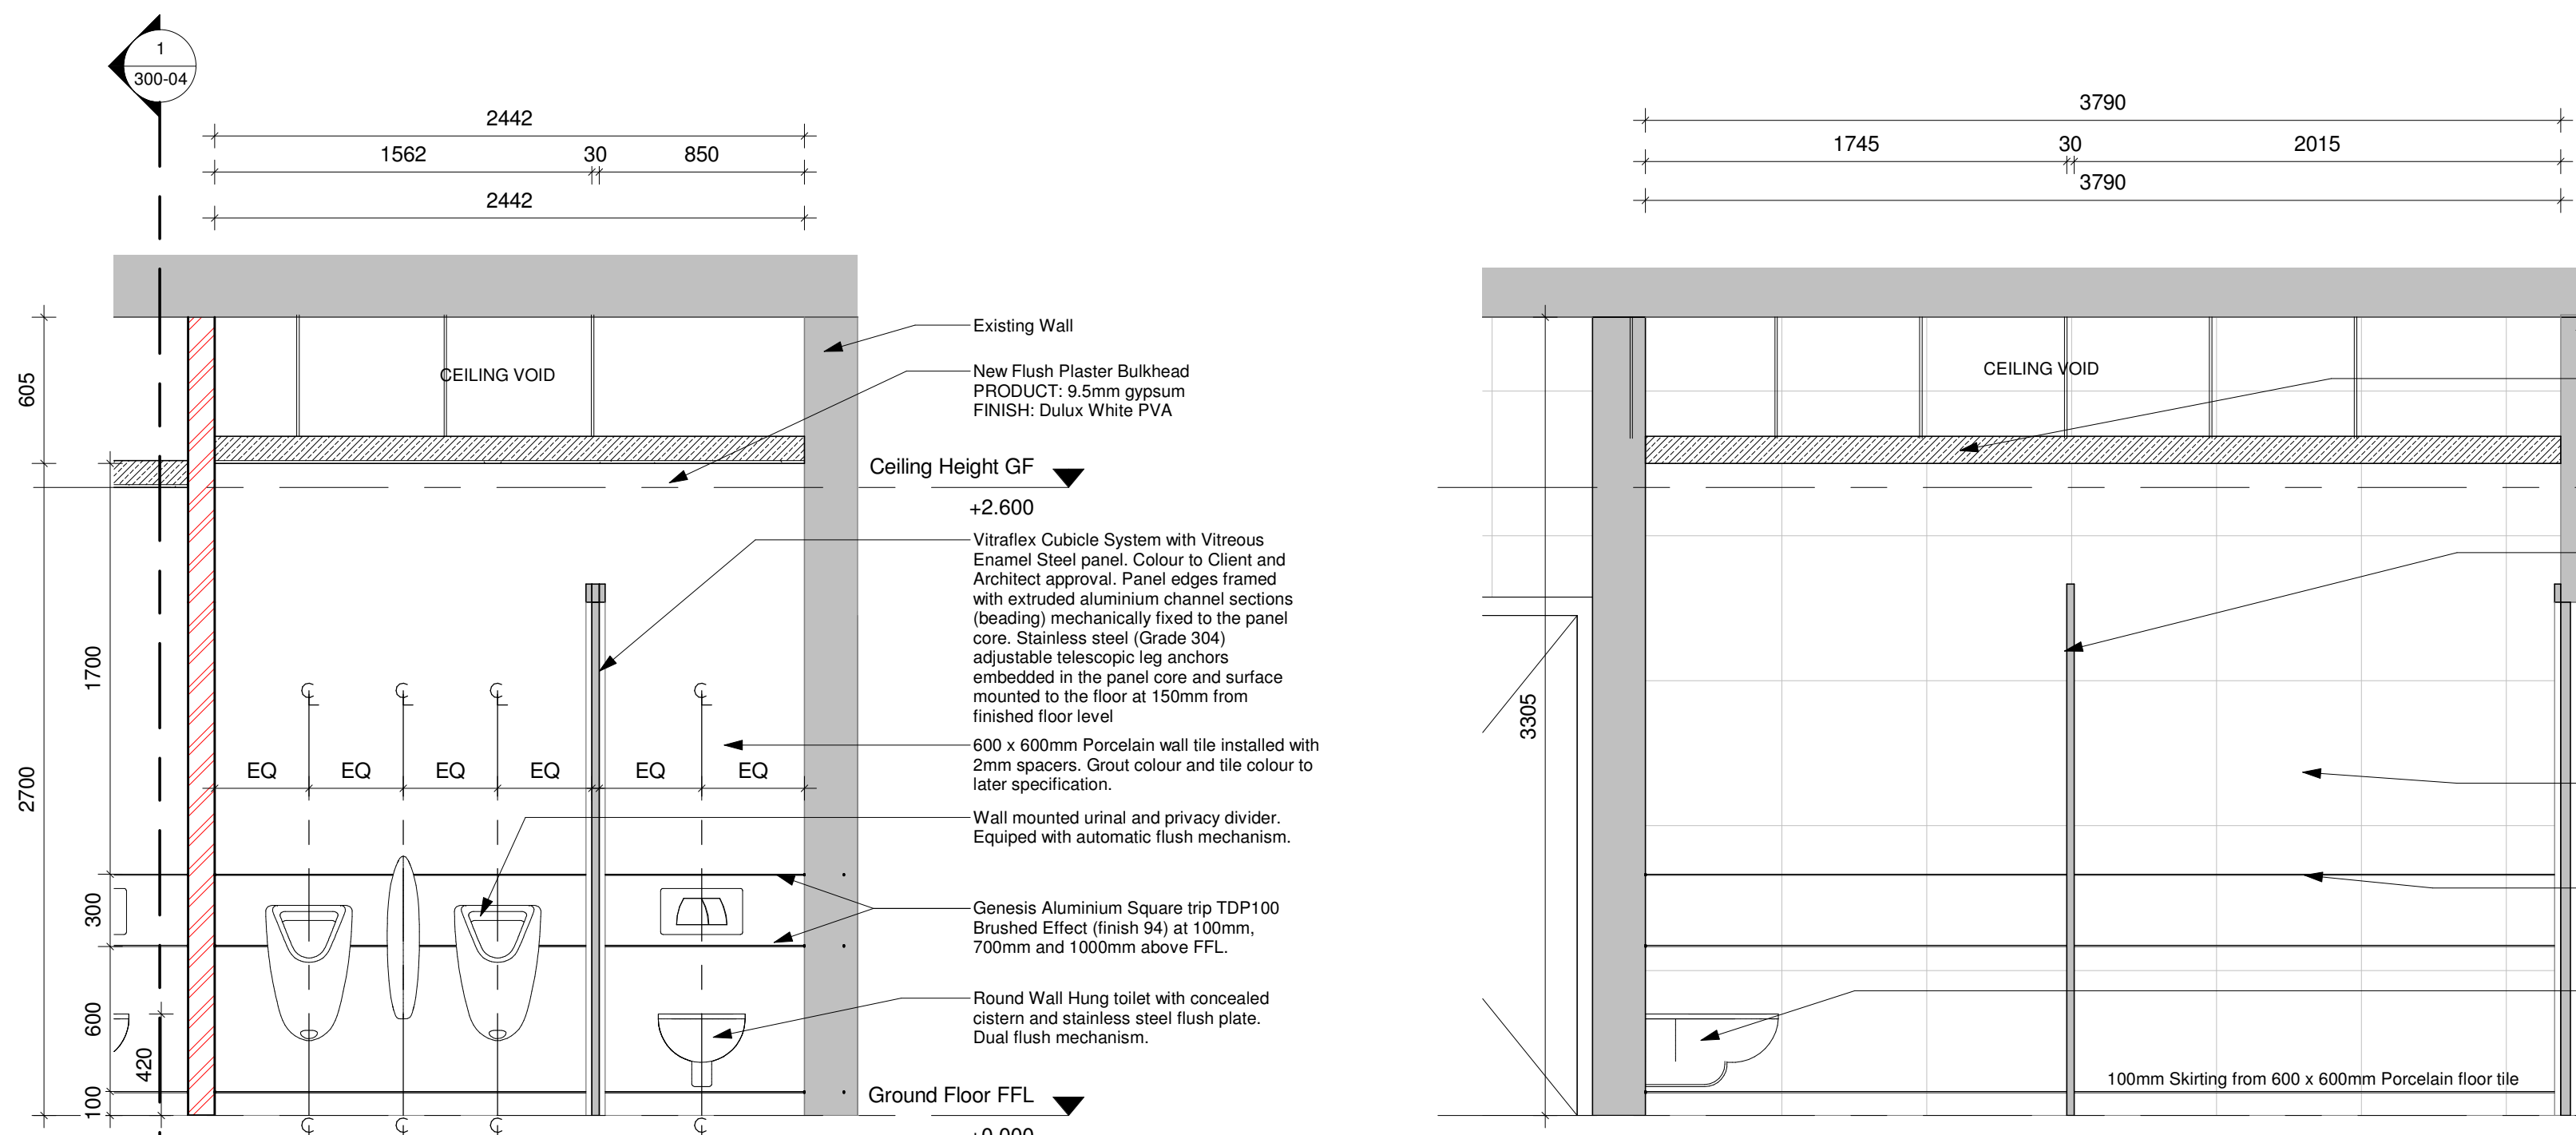 1
300-04
2442
1562 30 850
2442
3790
1745 30 2015
3790
605
CEILING VOID
Existing Wall
New Flush Plaster Bulkhead
PRODUCT: 9.5mm gypsum
FINISH: Dulux White PVA
Ceiling Height GF
+2.600
Vitraflex Cubicle System with Vitreous
Enamel Steel panel. Colour to Client and
Architect approval. Panel edges framed
with extruded aluminium channel sections
(beading) mechanically fixed to the panel
core. Stainless steel (Grade 304)
adjustable telescopic leg anchors
embedded in the panel core and surface
mounted to the floor at 150mm from
finished floor level
600 x 600mm Porcelain wall tile installed with
2mm spacers. Grout colour and tile colour to
later specification.
Wall mounted urinal and privacy divider.
Equiped with automatic flush mechanism.
Genesis Aluminium Square trip TDP100
Brushed Effect (finish 94) at 100mm,
700mm and 1000mm above FFL.
Round Wall Hung toilet with concealed
cistern and stainless steel flush plate.
Dual flush mechanism.
Ground Floor FFL
+0.000
1700
2700
300
600
420
100
EQ EQ EQ EQ EQ EQ
CEILING VOID
3305
100mm Skirting from 600 x 600mm Porcelain floor tile